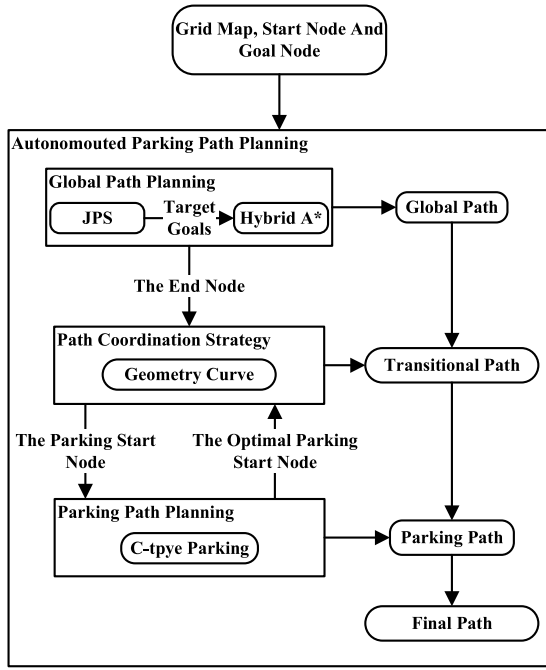 Grid Map, Start Node And
Goal Node
Autonomouted Parking Path Planning
Global Path Planning
JPS
Target
Goals
Hybrid A*
Global Path
The End Node
Path Coordination Strategy
Geometry Curve
Transitional Path
The Parking Start
Node
The Optimal Parking
Start Node
Parking Path Planning
C-tpye Parking
Parking Path
Final Path